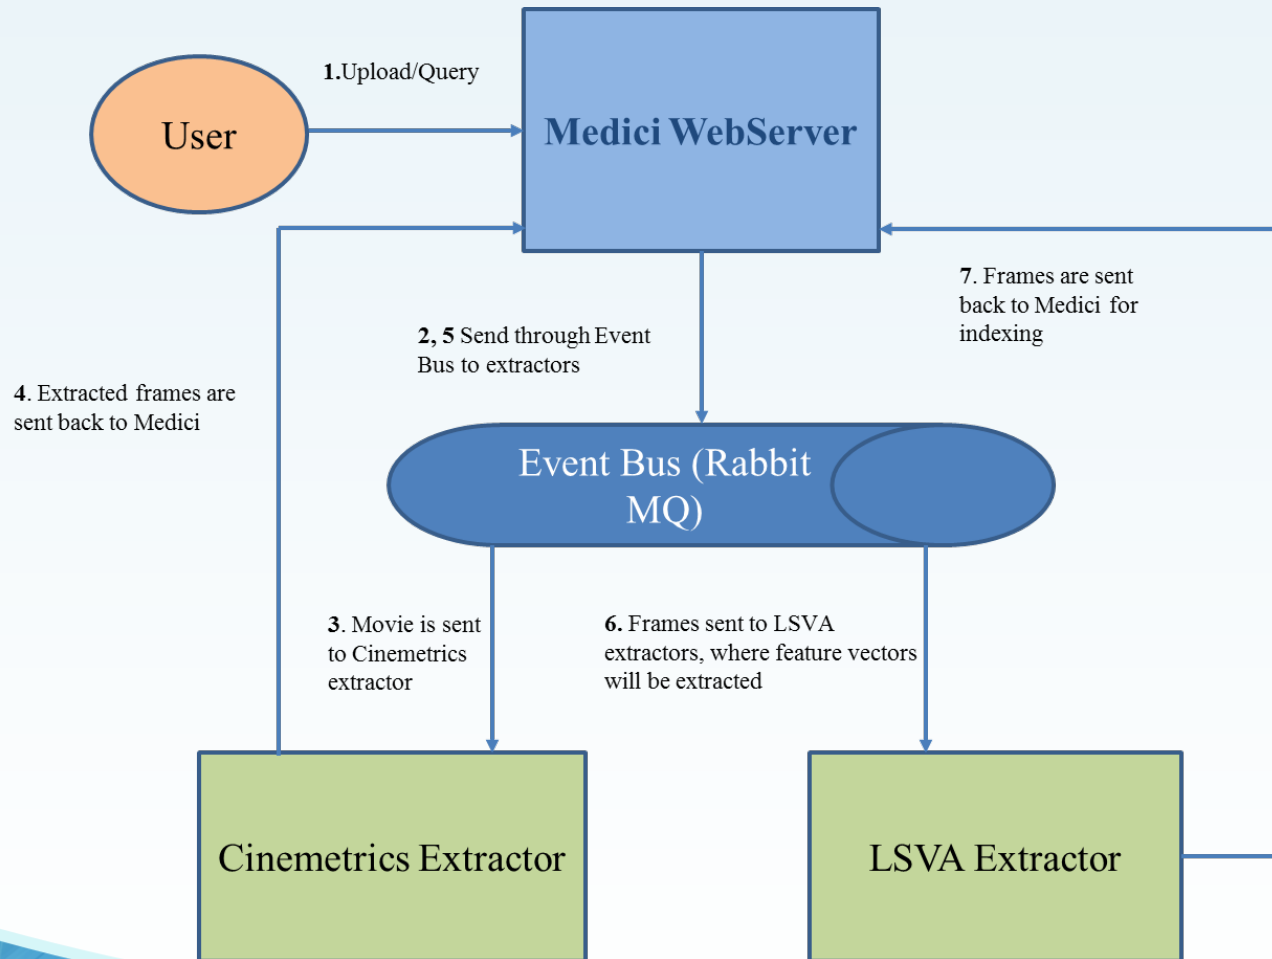 1.Upload/Query
User
Medici WebServer
7. Frames are sent
back to Medici for
indexing
2, 5 Send through Event
Bus to extractors
4. Extracted frames are
sent back to Medici
Event Bus (Rabbit
MQ)
3. Movie is sent
to Cinemetrics
extractor
6. Frames sent to LSVA
extractors, where feature vectors
will be extracted
Cinemetrics Extractor
LSVA Extractor